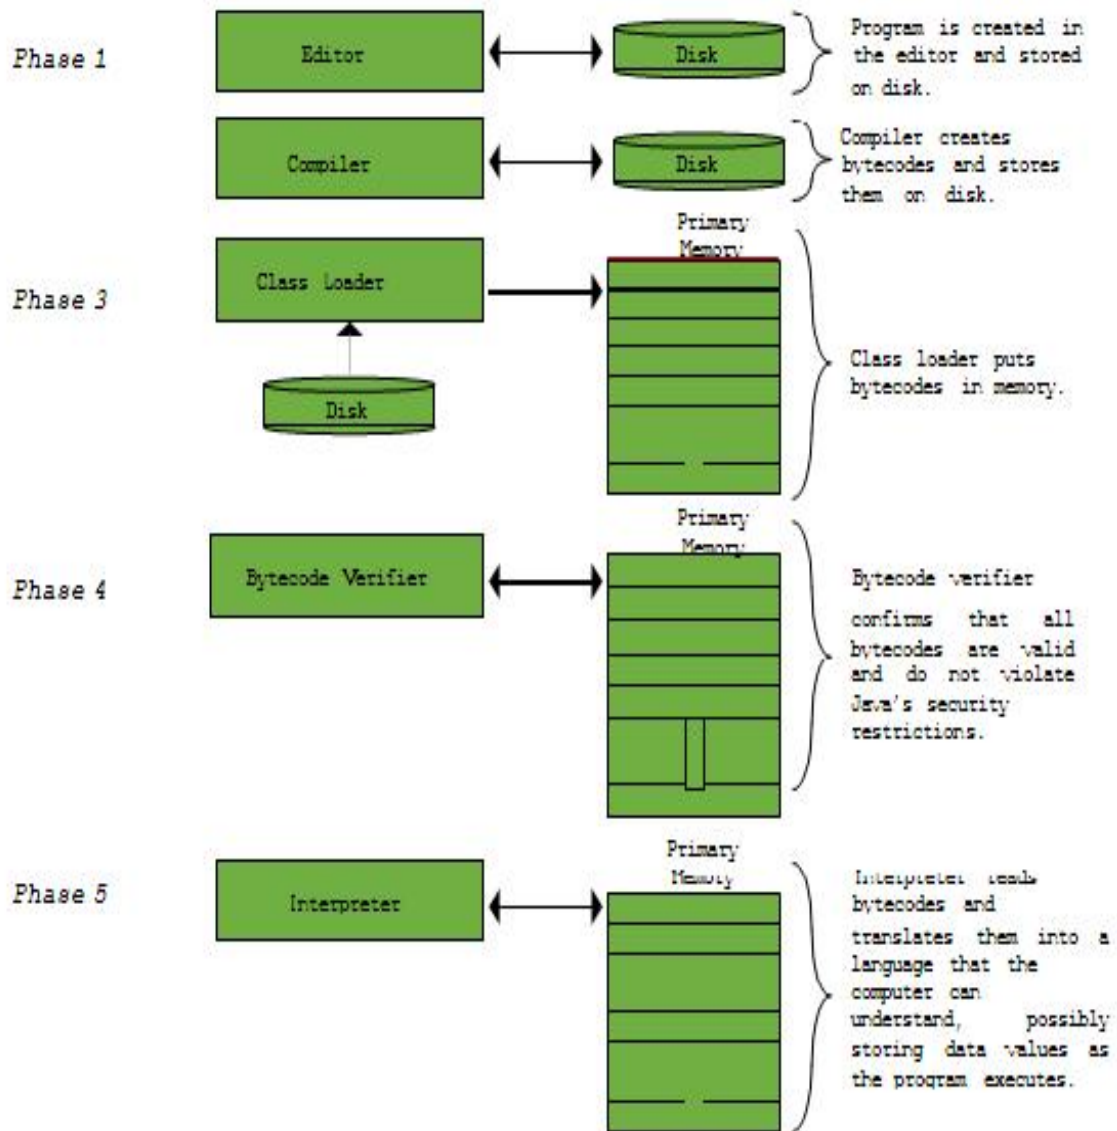 Phase 1
Editor
Disk
Program is created in
the editor and stored
on disk.
Compiler
Disk
Compiler creates
bytecodes and stores
them on disk.
Phase 3
Class Loader
Disk
Primary
Memory
Class loader puts
bytecodes in memory.
Phase 4
Bytecode Verifier
Primary
Memory
Bytecode verifier
confirms that all
bytecodes are valid
and do not violate
Java's security
restrictions.
Phase 5
Interpreter
Primary
Memory
Interpreter reads
bytecodes and
translates them into a
language that the
computer can
understand, possibly
storing data values as
the program executes.